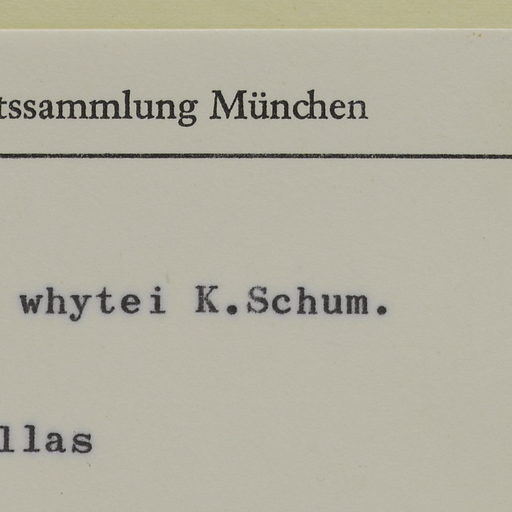 tssammlung München
whytei K.Schum.
llas